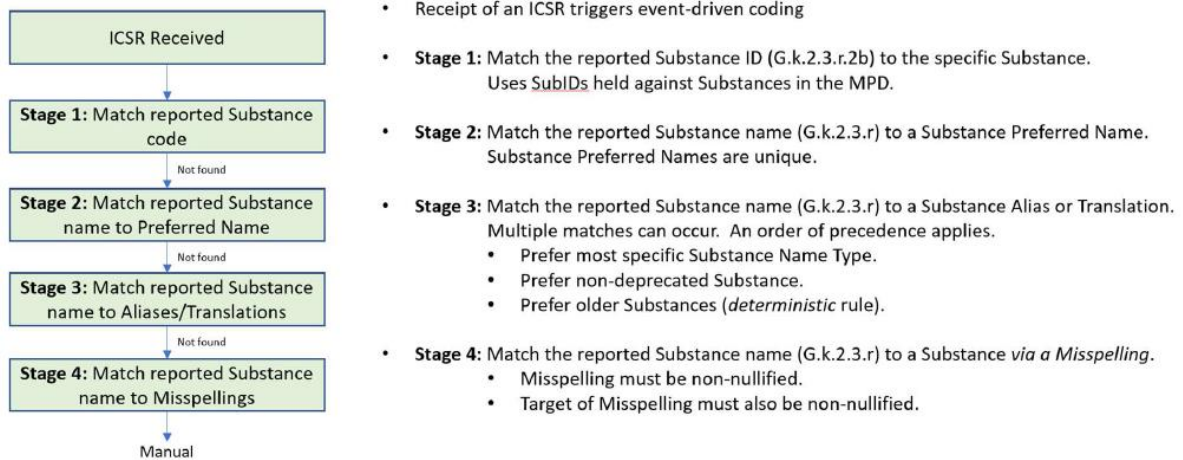 ICSR Received
Stage 1: Match reported Substance
code
Not found
Stage 2: Match reported Substance
name to Preferred Name
Not found
Stage 3: Match reported Substance
name to Aliases/Translations
Not found
Stage 4: Match reported Substance
name to Misspellings
Manual
• Receipt of an ICSR triggers event-driven coding
• Stage 1: Match the reported Substance ID (G.k.2.3.r.2b) to the specific Substance.
Uses SubIDs held against Substances in the MPD.
• Stage 2: Match the reported Substance name (G.k.2.3.r) to a Substance Preferred Name.
Substance Preferred Names are unique.
• Stage 3: Match the reported Substance name (G.k.2.3.r) to a Substance Alias or Translation.
Multiple matches can occur. An order of precedence applies.
• Prefer most specific Substance Name Type.
• Prefer non-deprecated Substance.
• Prefer older Substances (deterministic rule).
• Stage 4: Match the reported Substance name (G.k.2.3.r) to a Substance via a Misspelling.
• Misspelling must be non-nullified.
• Target of Misspelling must also be non-nullified.